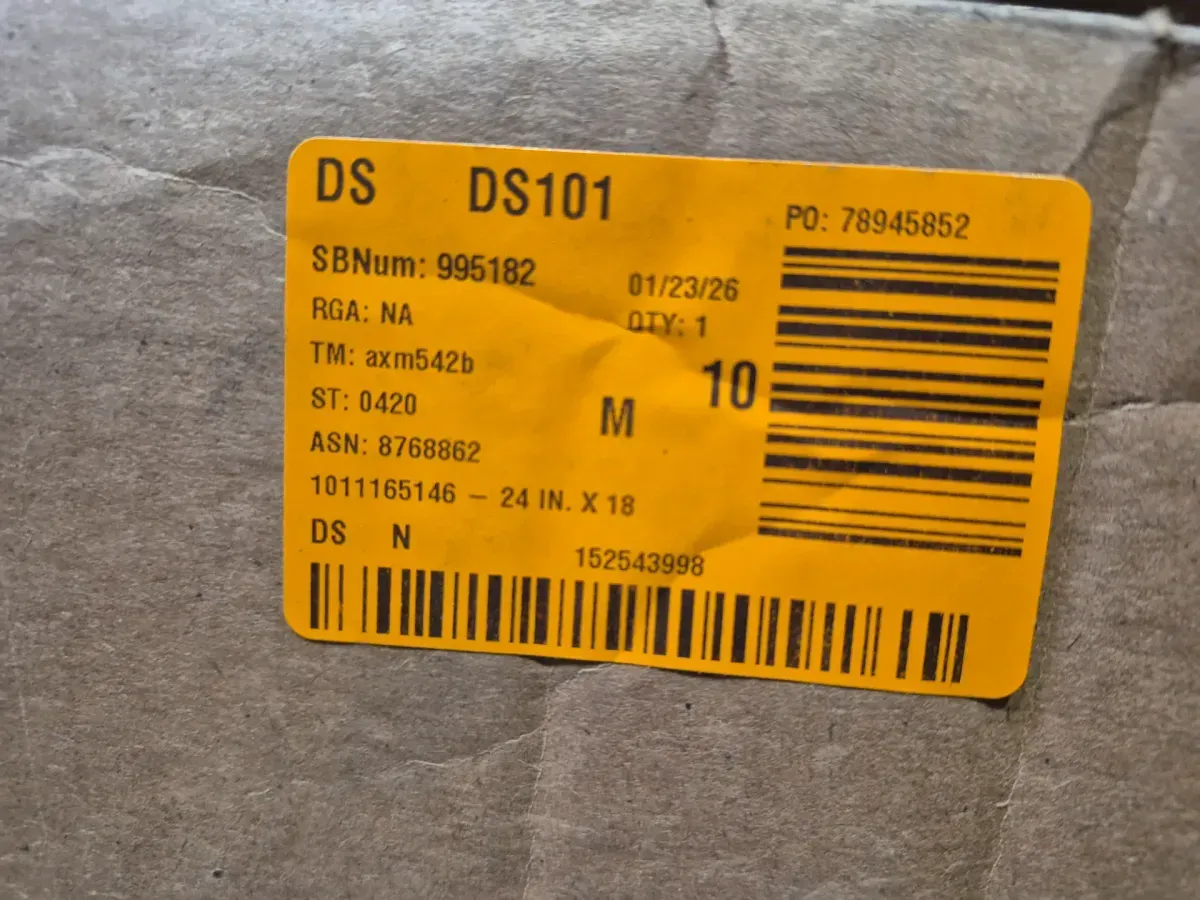 DS DS101
PO: 78945852
SBNum: 995182
01/23/26
RGA: NA
QTY: 1
TM: axm542b
10
ST: 0420
M
ASN: 8768862
1011165146 – 24 IN. X 18
DS N
152543998